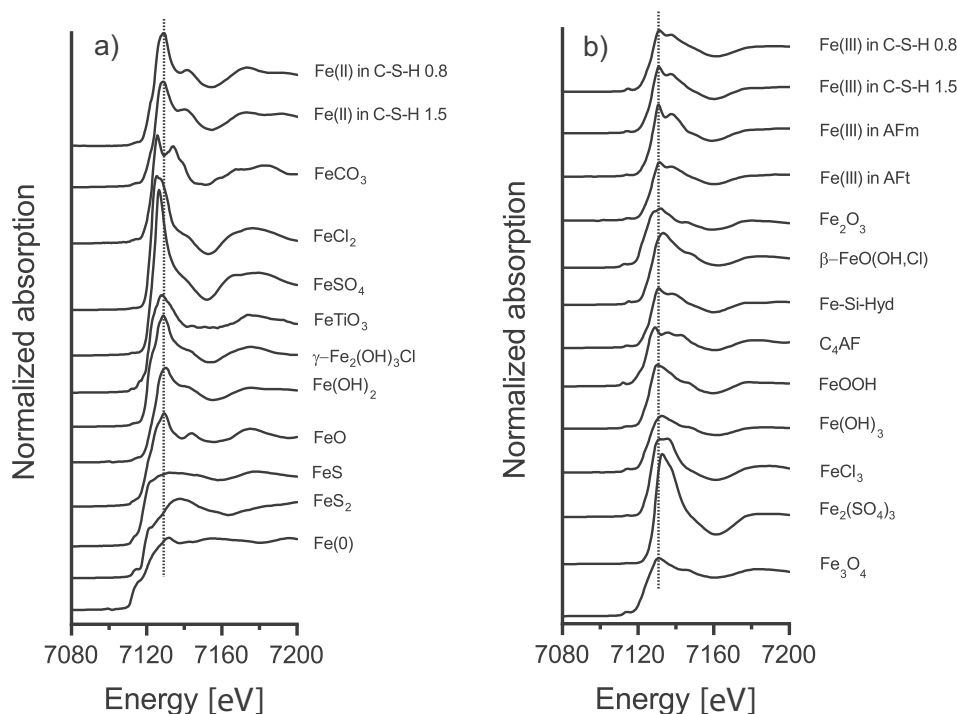 a)
Normalized absorption
Fe(II) in C-S-H 0.8
Fe(II) in C-S-H 1.5
FeCO3
FeCl2
FeSO4
FeTiO3
γ–Fe2(OH)3Cl
Fe(OH)2
FeO
FeS
FeS2
Fe(0)
7080 7120 7160 7200
Energy [eV]
b)
Normalized absorption
Fe(III) in C-S-H 0.8
Fe(III) in C-S-H 1.5
Fe(III) in AFm
Fe(III) in AFt
Fe2O3
β–FeO(OH,Cl)
Fe-Si-Hyd
C4AF
FeOOH
Fe(OH)3
FeCl3
Fe2(SO4)3
Fe3O4
7080 7120 7160 7200
Energy [eV]